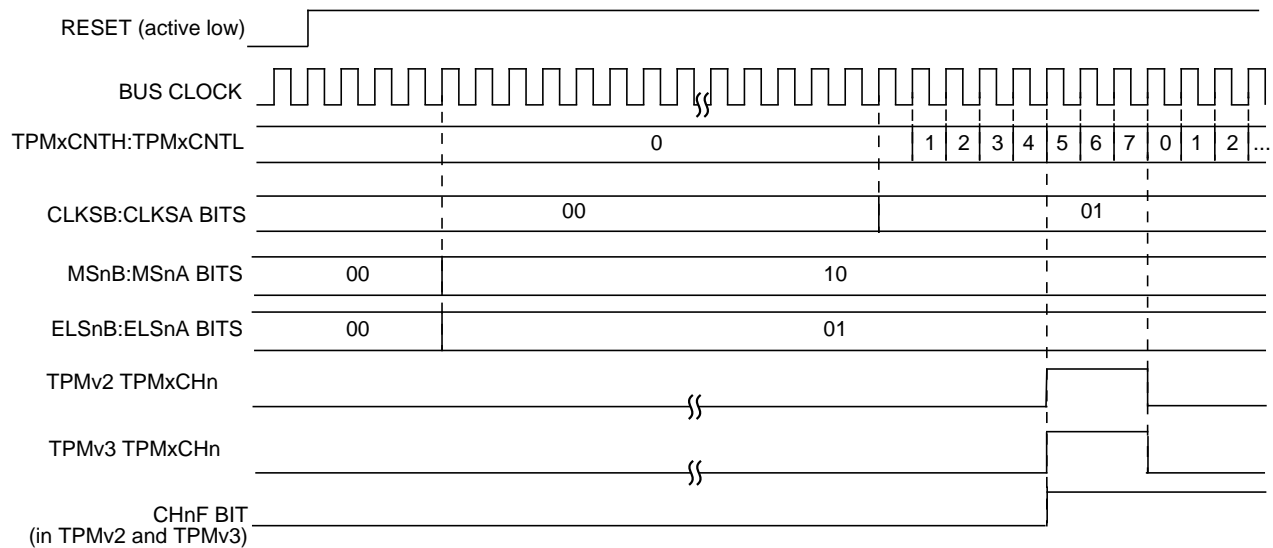 RESET (active low)
BUS CLOCK
TPMxCNTH:TPMxCNTL 0 1 2 3 4 5 6 7 0 1 2 ...
CLKSB:CLKSA BITS 00 01
MSnB:MSnA BITS 00 10
ELSnB:ELSnA BITS 00 01
TPMv2 TPMxCHn
TPMv3 TPMxCHn
CHnF BIT
(in TPMv2 and TPMv3)